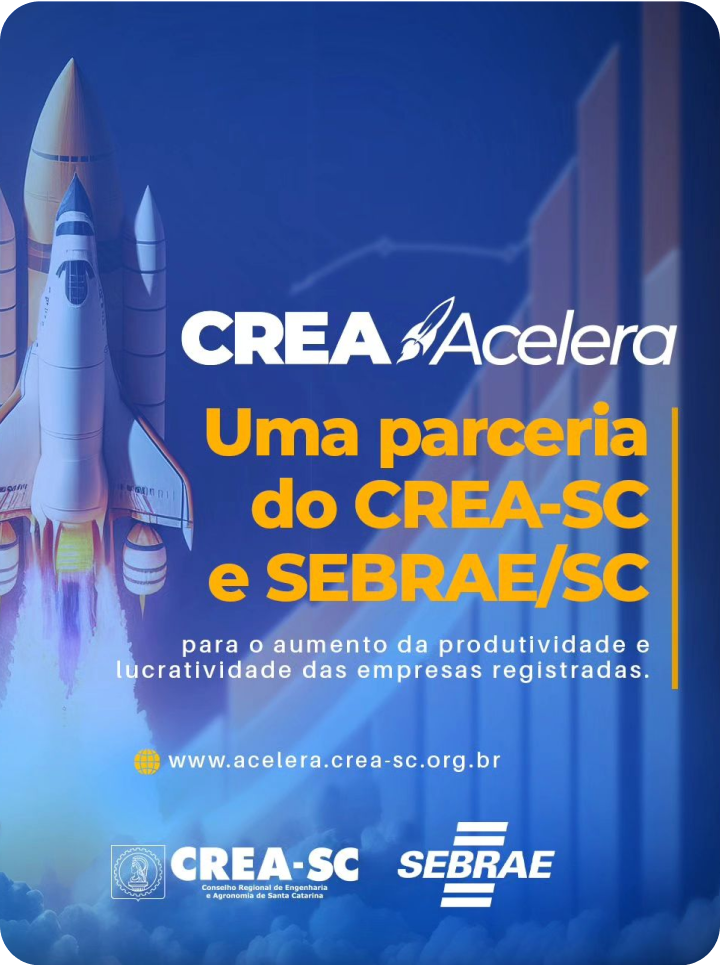 CREA Acelera
Uma parceria
do CREA-SC
e SEBRAE/SC
para o aumento da produtividade e
lucratividade das empresas registradas.
www.acelera.crea-sc.org.br
CREA-SC
Conselho Regional de Engenharia
e Agronomia de Santa Catarina
SEBRAE